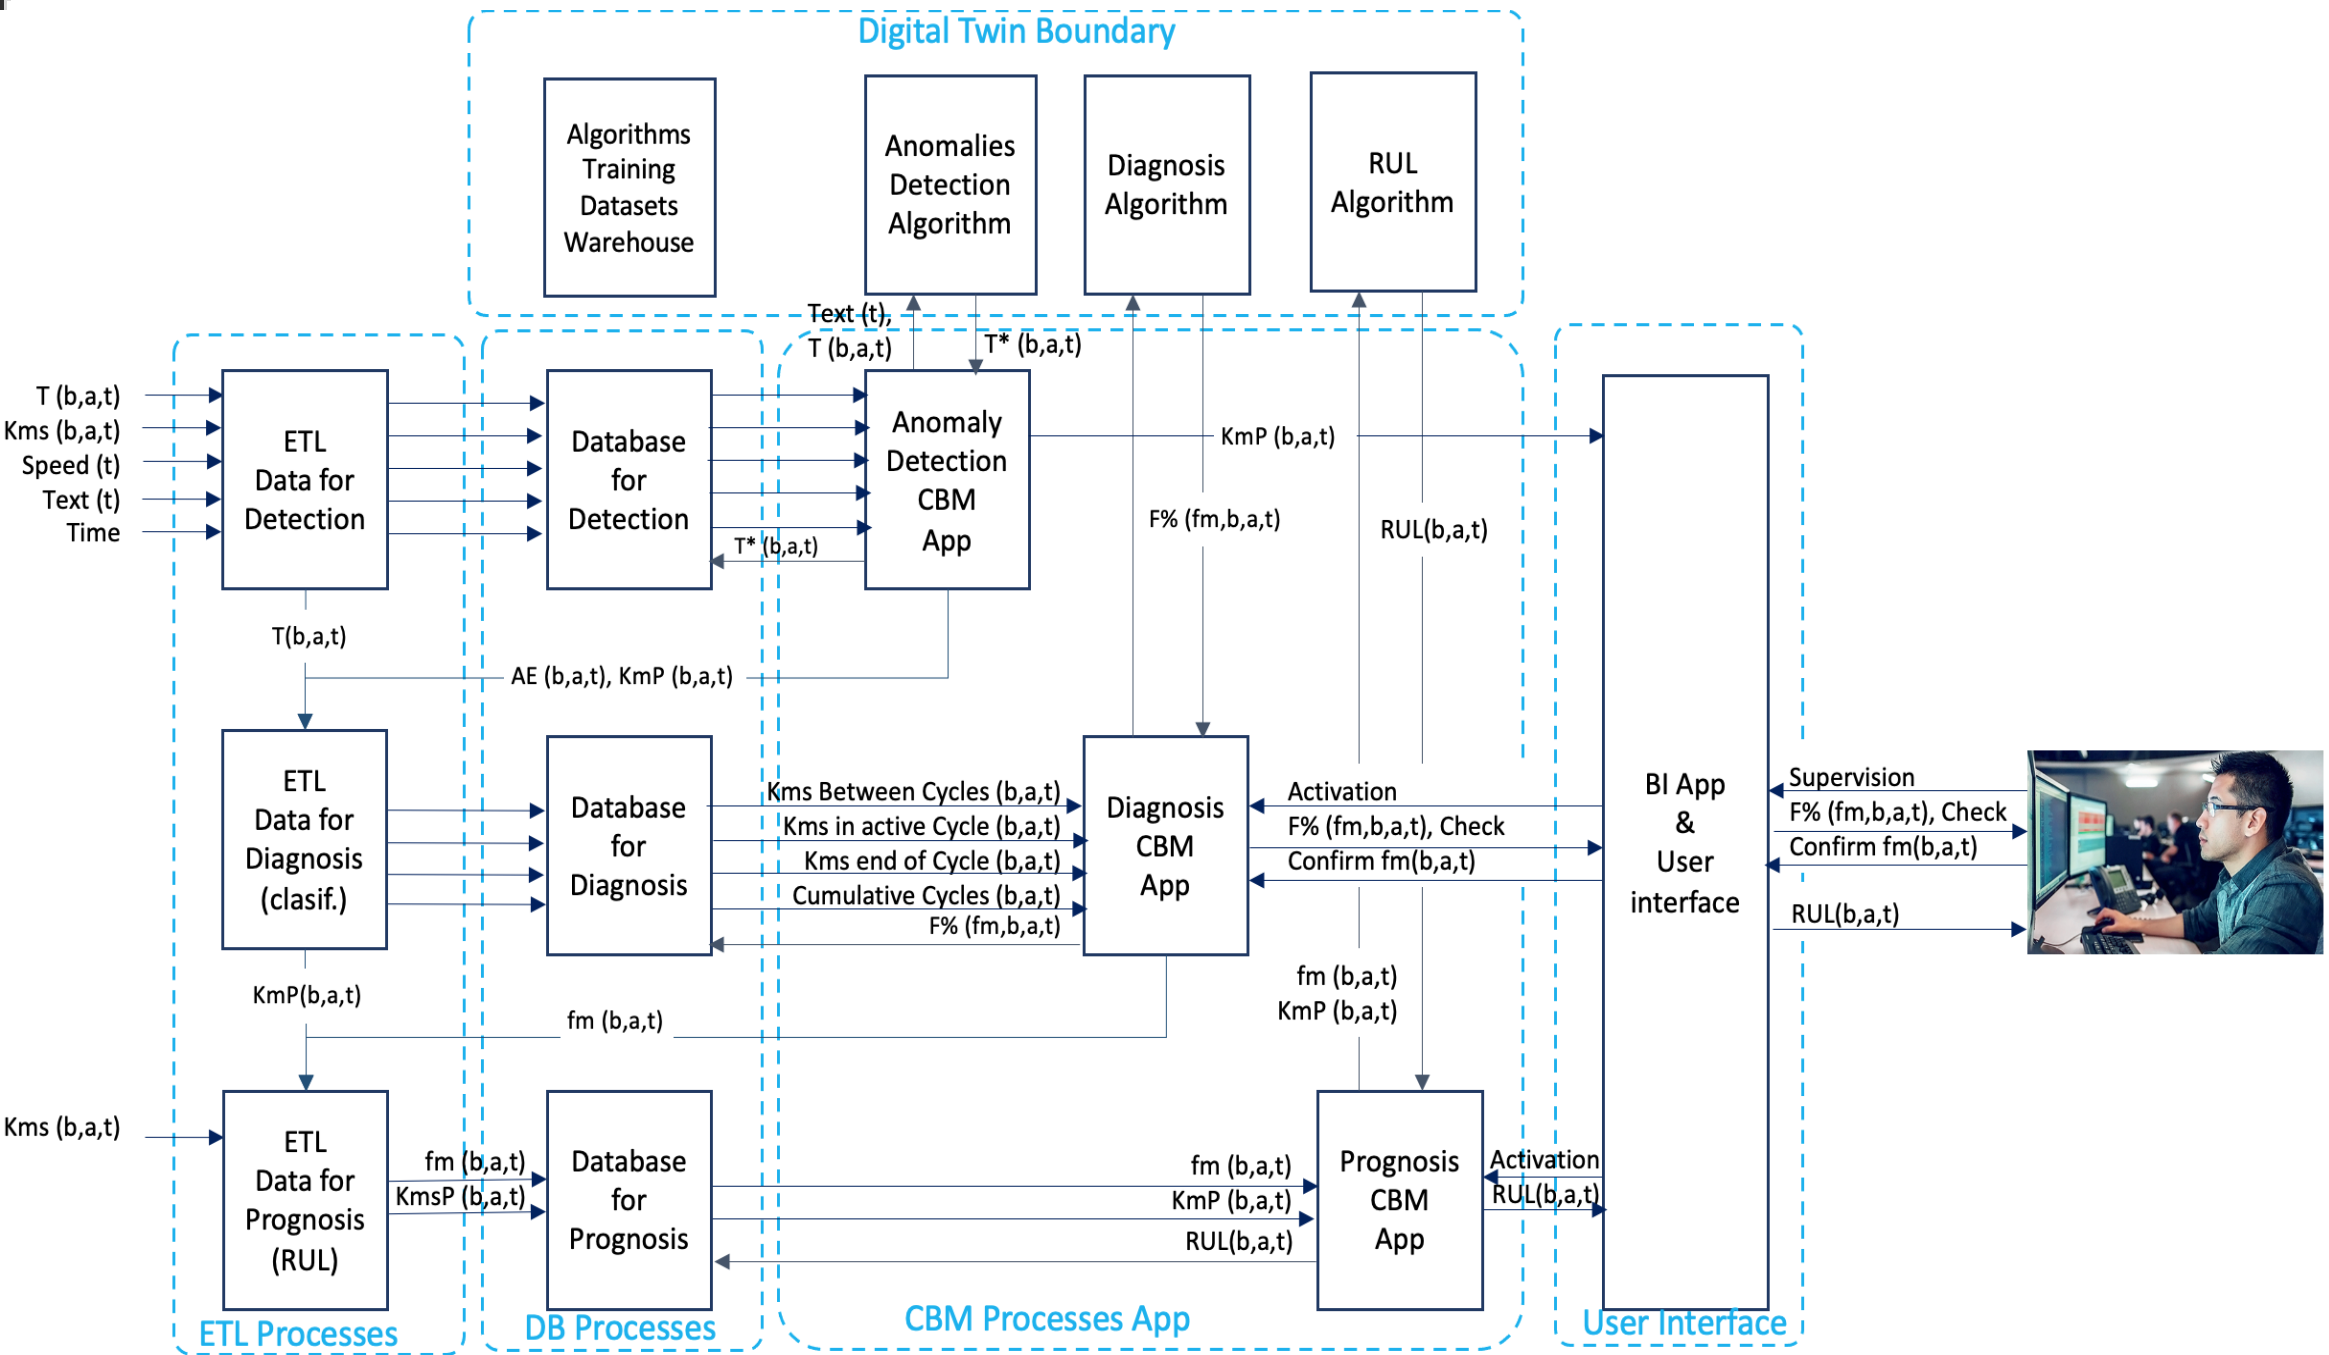 Digital Twin Boundary
Algorithms
Training
Datasets
Warehouse
Anomalies
Detection
Algorithm
Diagnosis
Algorithm
RUL
Algorithm
Text (t),
T (b,a,t)
T* (b,a,t)
T (b,a,t)
Kms (b,a,t)
Speed (t)
Text (t)
Time
ETL
Data for
Detection
Database
for
Detection
Anomaly
Detection
CBM
App
T* (b,a,t)
KmP (b,a,t)
F% (fm,b,a,t)
RUL(b,a,t)
T(b,a,t)
AE (b,a,t), KmP (b,a,t)
ETL
Data for
Diagnosis
(clasif.)
Database
for
Diagnosis
Kms Between Cycles (b,a,t)
Kms in active Cycle (b,a,t)
Kms end of Cycle (b,a,t)
Cumulative Cycles (b,a,t)
F% (fm,b,a,t)
Diagnosis
CBM
App
Activation
F% (fm,b,a,t), Check
Confirm fm(b,a,t)
BI App
&
User
interface
Supervision
F% (fm,b,a,t), Check
Confirm fm(b,a,t)
RUL(b,a,t)
KmP(b,a,t)
fm (b,a,t)
fm (b,a,t)
KmP (b,a,t)
Kms (b,a,t)
ETL
Data for
Prognosis
(RUL)
fm (b,a,t)
KmsP (b,a,t)
Database
for
Prognosis
fm (b,a,t)
KmP (b,a,t)
RUL(b,a,t)
Prognosis
CBM
App
Activation
RUL(b,a,t)
ETL Processes
DB Processes
CBM Processes App
User Interface